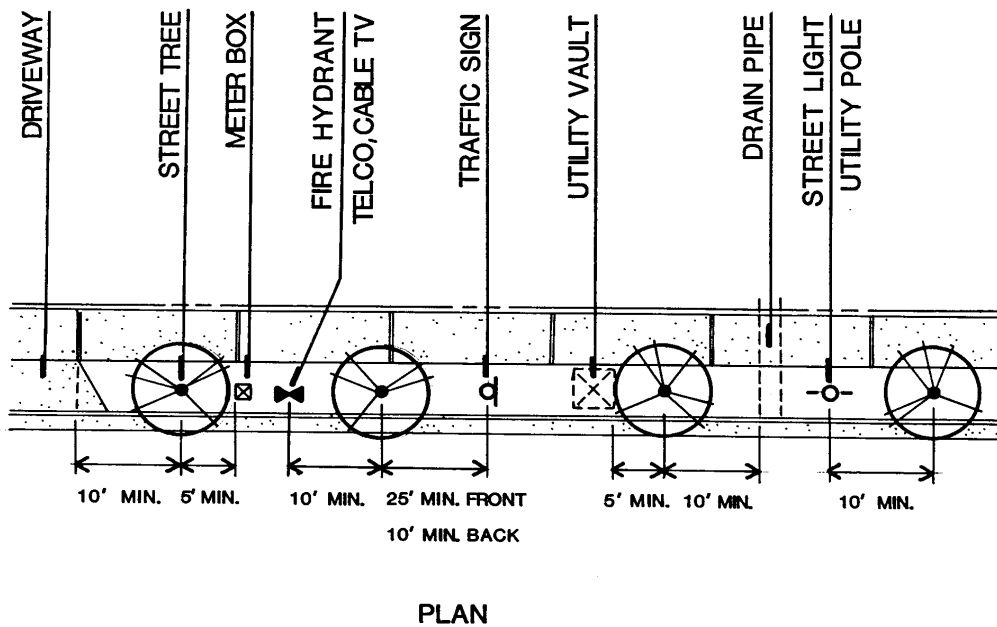 DRIVEWAY
STREET TREE
METER BOX
FIRE HYDRANT
TELCO, CABLE TV
TRAFFIC SIGN
UTILITY VAULT
DRAIN PIPE
STREET LIGHT
UTILITY POLE
10' MIN.
5' MIN.
10' MIN.
25' MIN. FRONT
10' MIN. BACK
5' MIN.
10' MIN.
10' MIN.
PLAN